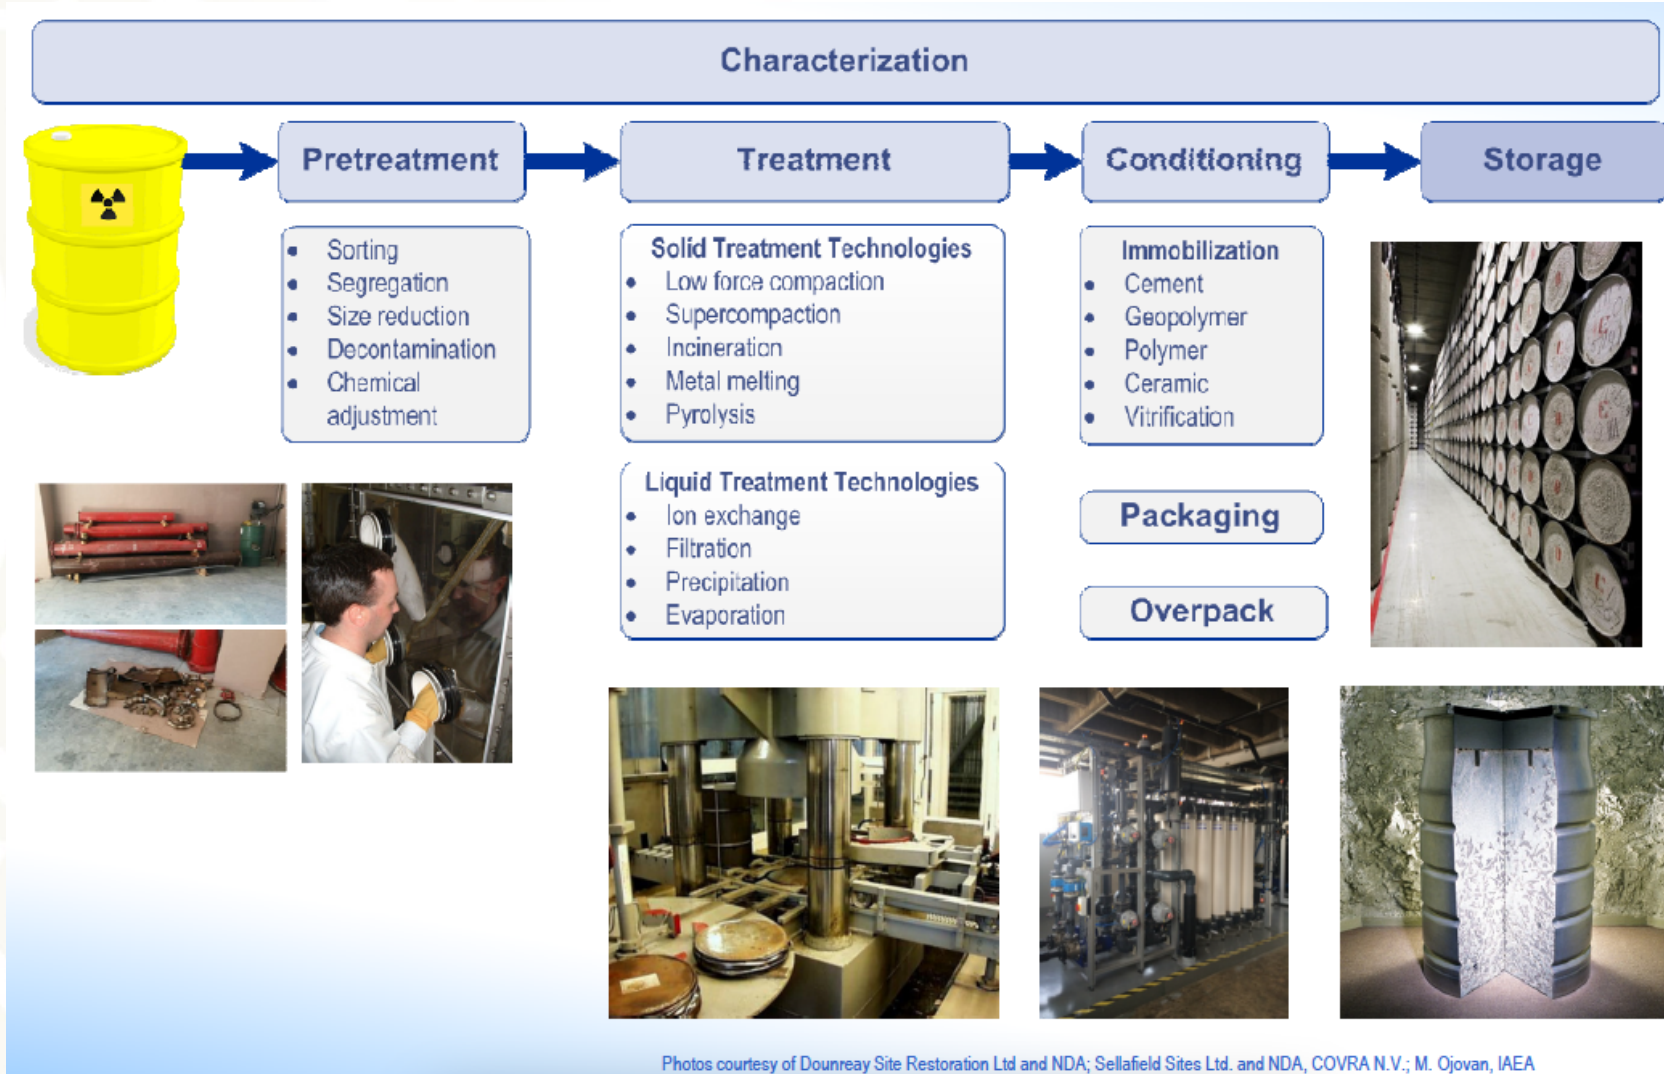 Characterization
Pretreatment
Treatment
Conditioning
Storage
Sorting
Segregation
Size reduction
Decontamination
Chemical
adjustment
Solid Treatment Technologies
Low force compaction
Supercompaction
Incineration
Metal melting
Pyrolysis
Liquid Treatment Technologies
Ion exchange
Filtration
Precipitation
Evaporation
Immobilization
Cement
Geopolymer
Polymer
Ceramic
Vitrification
Packaging
Overpack
Photos courtesy of Dounreay Site Restoration Ltd and NDA; Sellafield Sites Ltd. and NDA, COVRA N.V.; M. Ojovan, IAEA